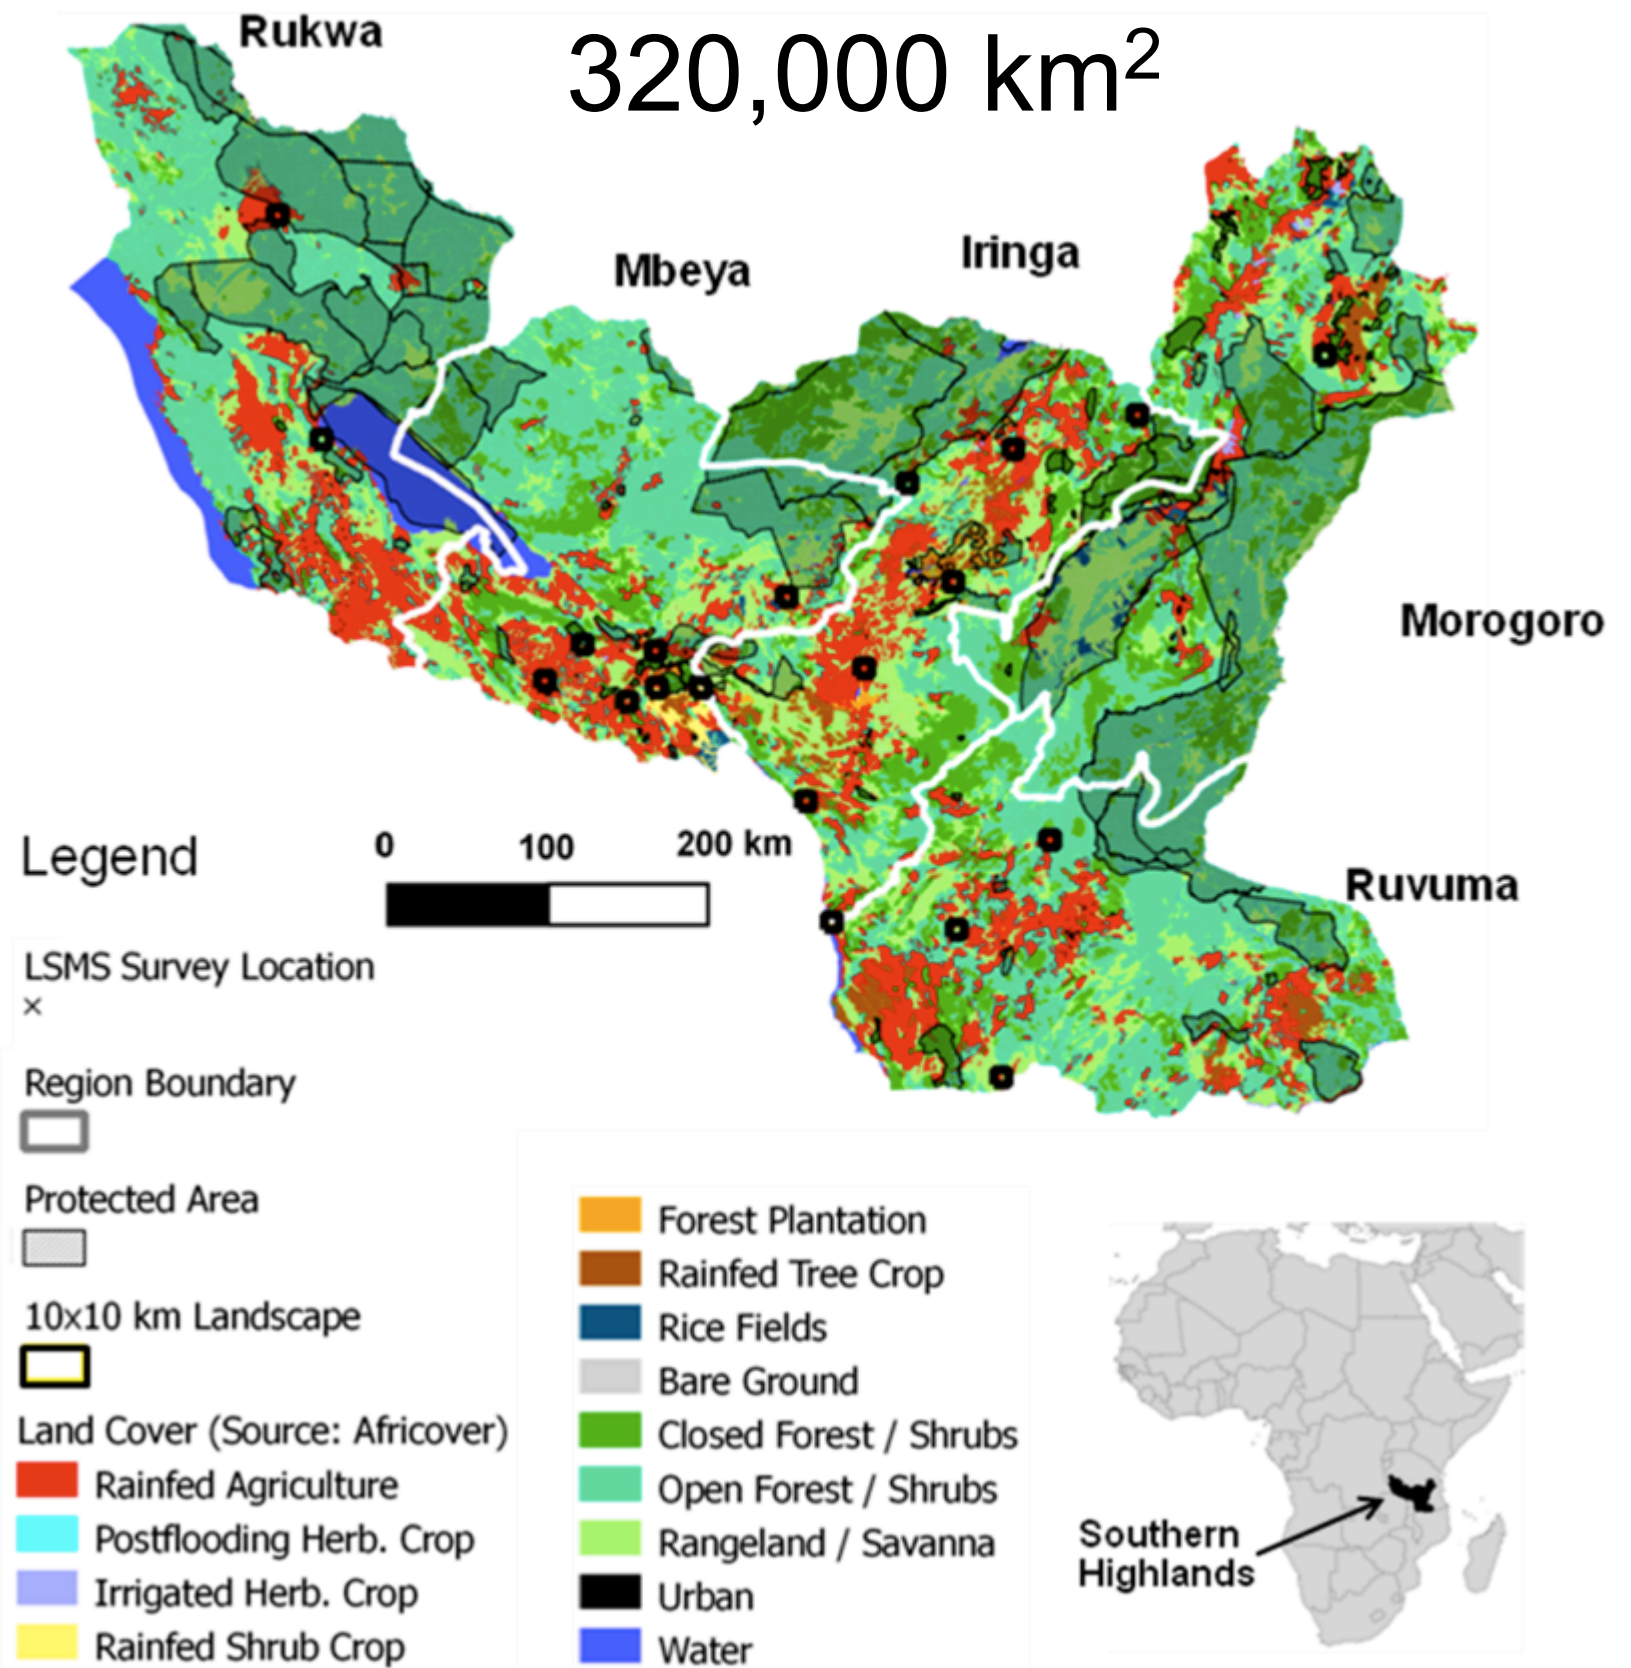 Rukwa
320,000 km²
Mbeya
Iringa
Morogoro
Ruvuma
Legend
0 100 200 km
LSMS Survey Location
×
Region Boundary
Protected Area
10×10 km Landscape
Land Cover (Source: Africover)
Rainfed Agriculture
Postflooding Herb. Crop
Irrigated Herb. Crop
Rainfed Shrub Crop
Forest Plantation
Rainfed Tree Crop
Rice Fields
Bare Ground
Closed Forest / Shrubs
Open Forest / Shrubs
Rangeland / Savanna
Urban
Water
Southern
Highlands